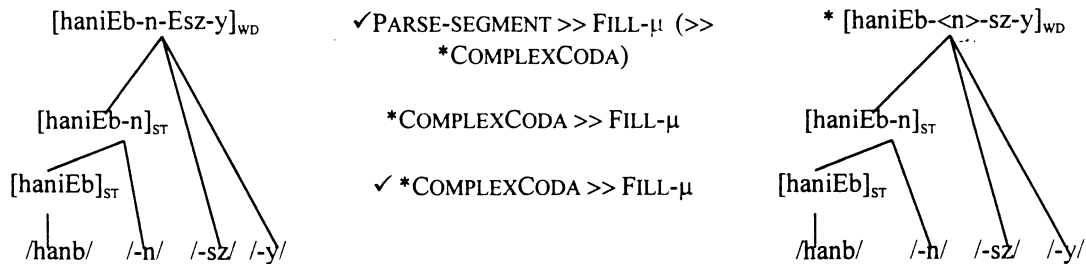 [haniEb-n-Esz-y]WD ✓PARSE-SEGMENT >> FILL-μ (>> *COMPLEXCODA) * [haniEb-<n>-sz-y]WD
[haniEb-n]ST *COMPLEXCODA >> FILL-μ [haniEb-n]ST
[haniEb]ST ✓ *COMPLEXCODA >> FILL-μ [haniEb]ST
/hanb/ /-n/ /-sz/ /-y/ /hanb/ /-n/ /-sz/ /-y/